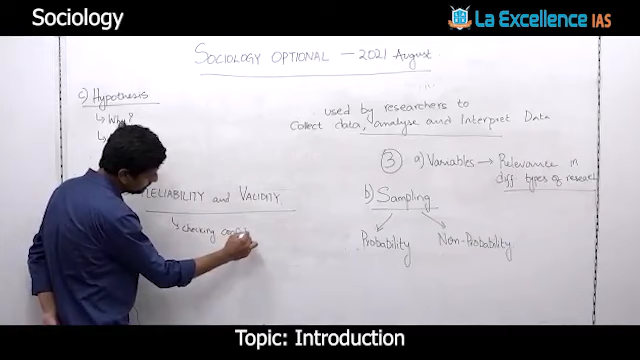 Sociology
La Excellence IAS
SOCIOLOGY OPTIONAL — 2021 August
c) Hypothesis
↳ Why?
↳
used by researchers to
Collect data, analyse and Interpret Data
③ a) Variables → Relevance in
diff types of research
RELIABILITY and VALIDITY
↳ checking
b) Sampling
Probability Non-Probability
Topic: Introduction